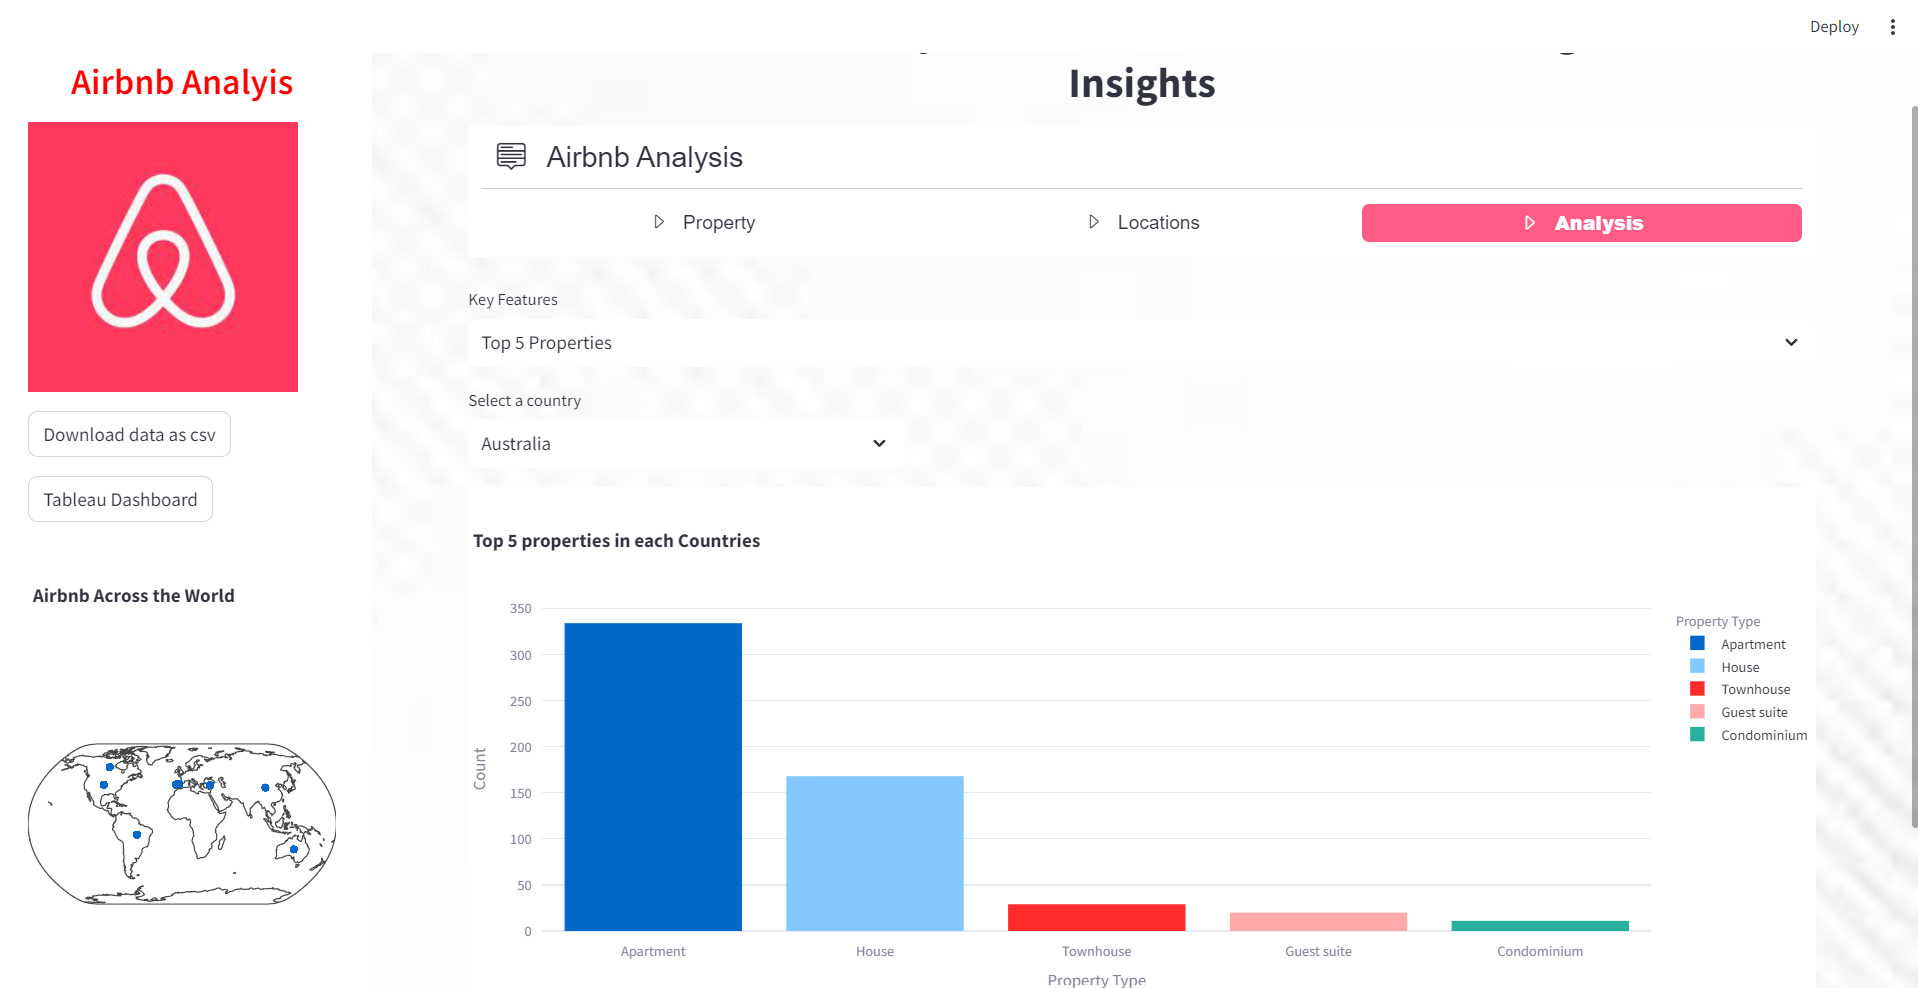 Deploy
Airbnb Analyis
Insights
Airbnb Analysis
Property
Locations
Analysis
Key Features
Top 5 Properties
Select a country
Australia
Download data as csv
Tableau Dashboard
Airbnb Across the World
Top 5 properties in each Countries
350
300
250
200
150
100
50
0
Count
Apartment
House
Townhouse
Guest suite
Condominium
Property Type
Property Type
Apartment
House
Townhouse
Guest suite
Condominium